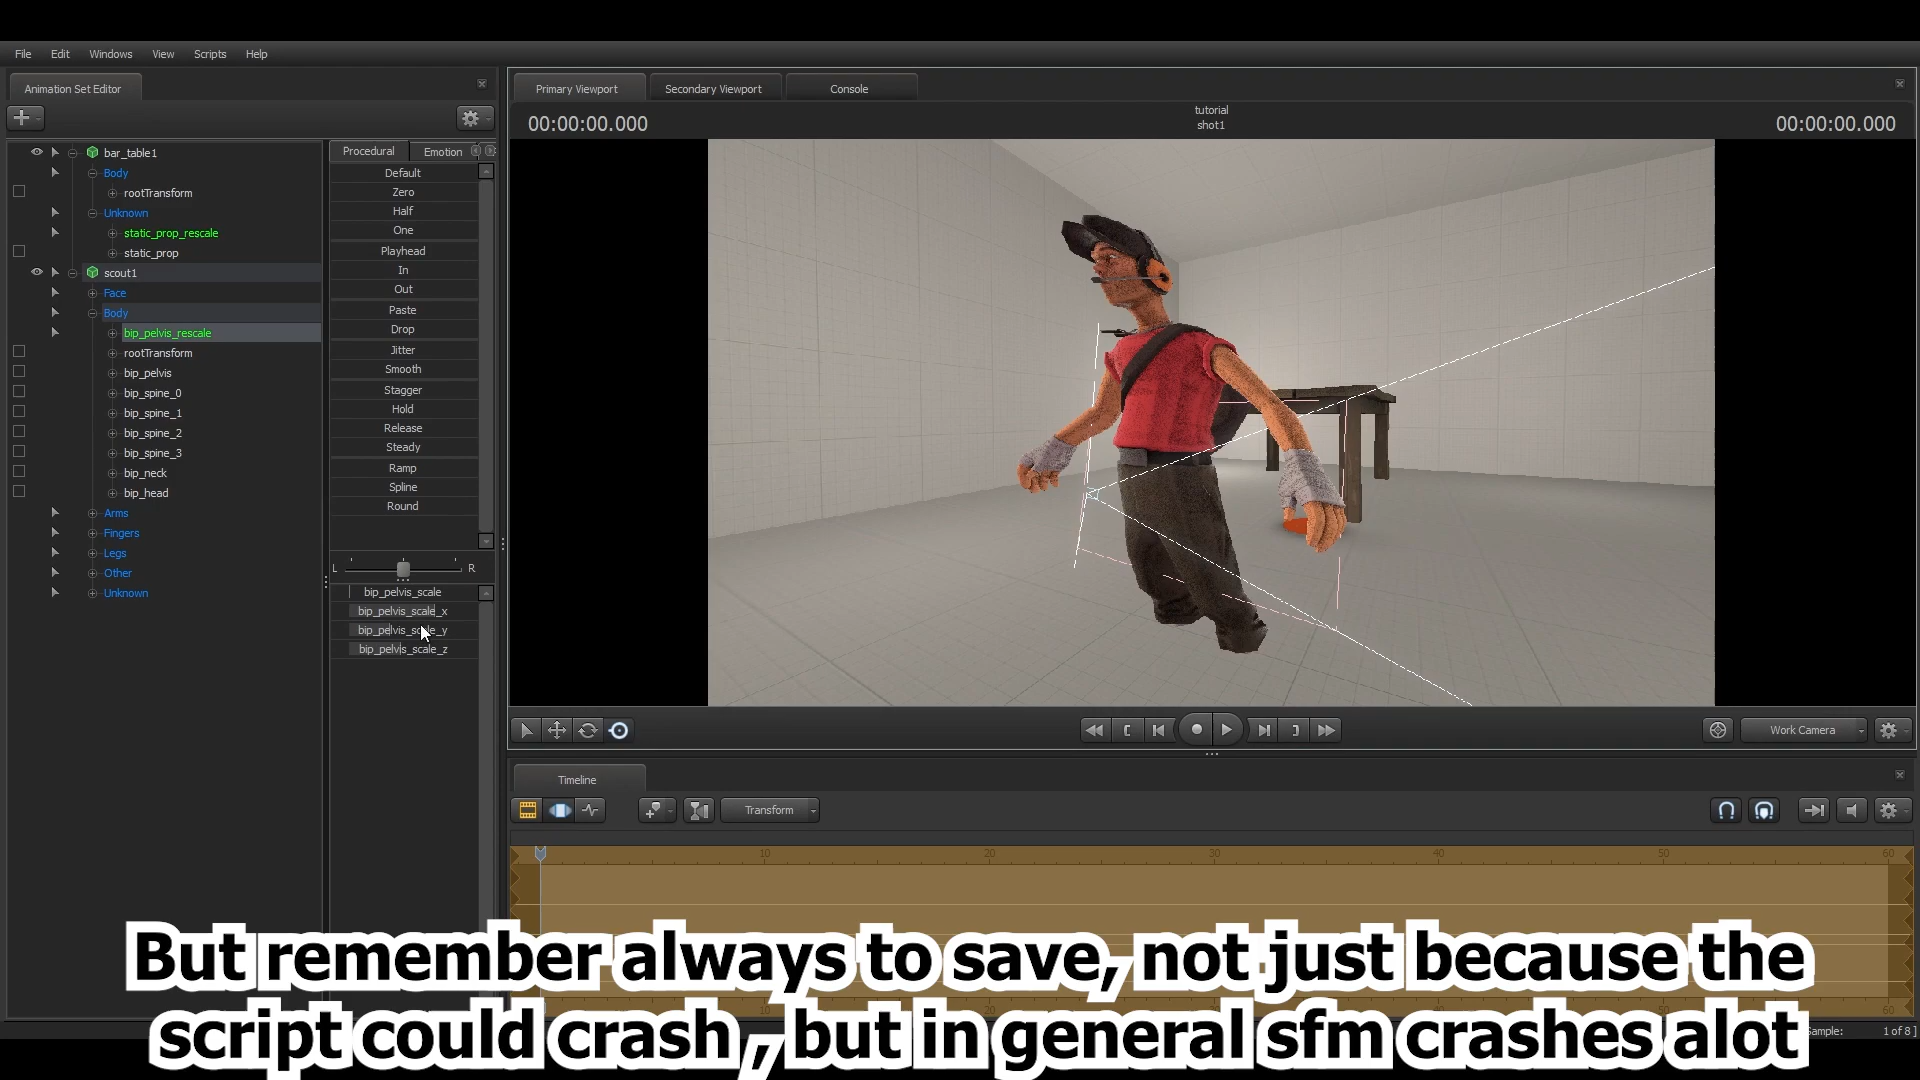 File Edit Windows View Scripts Help
Animation Set Editor
Primary Viewport Secondary Viewport Console
tutorial
shot1
00:00:00.000
00:00:00.000
bar_table1
Body
rootTransform
Unknown
static_prop_rescale
static_prop
scout1
Face
Body
bip_pelvis_rescale
rootTransform
bip_pelvis
bip_spine_0
bip_spine_1
bip_spine_2
bip_spine_3
bip_neck
bip_head
Arms
Fingers
Legs
Other
Unknown
Procedural Emotion
Default
Zero
Half
One
Playhead
In
Out
Paste
Drop
Jitter
Smooth
Stagger
Hold
Release
Steady
Ramp
Spline
Round
L R
bip_pelvis_scale
bip_pelvis_scale_x
bip_pelvis_scale_y
bip_pelvis_scale_z
Work Camera
Timeline
Transform
10 20 30 40 50 60
But remember always to save, not just because the
script could crash , but in general sfm crashes alot
10 60
1 of 8 ]